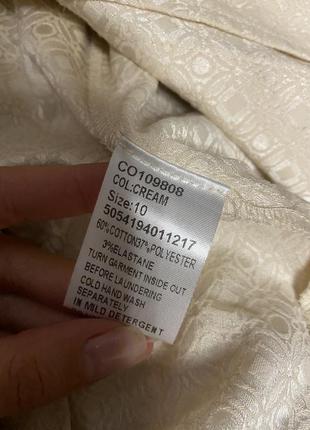 CO109808
COL:CREAM
Size:10
5054194011217
60%COTTON37%POLYESTER
3%ELASTANE
TURN GARMENT INSIDE OUT
BEFORE LAUNDERING
COLD HAND WASH
SEPARATELY
IN MILD DETERGENT